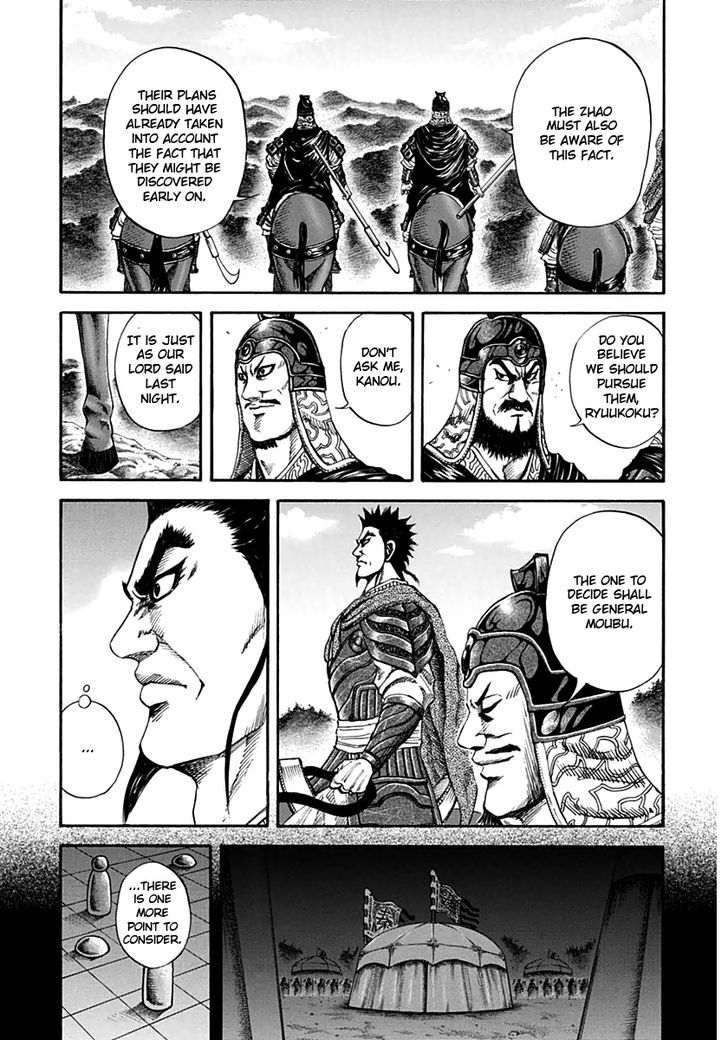 THE ZHAO
MUST ALSO
BE AWARE OF
THIS FACT.
THEIR PLANS
SHOULD HAVE
ALREADY TAKEN
INTO ACCOUNT
THE FACT THAT
THEY MIGHT BE
DISCOVERED
EARLY ON.
DO YOU
BELIEVE
WE SHOULD
PURSUE
THEM,
RYUUKOKU?
DON'T
ASK ME,
KANOU.
IT IS JUST
AS OUR
LORD SAID
LAST
NIGHT.
THE ONE TO
DECIDE SHALL
BE GENERAL
MOUBU.
...
...THERE
IS ONE
MORE
POINT TO
CONSIDER.